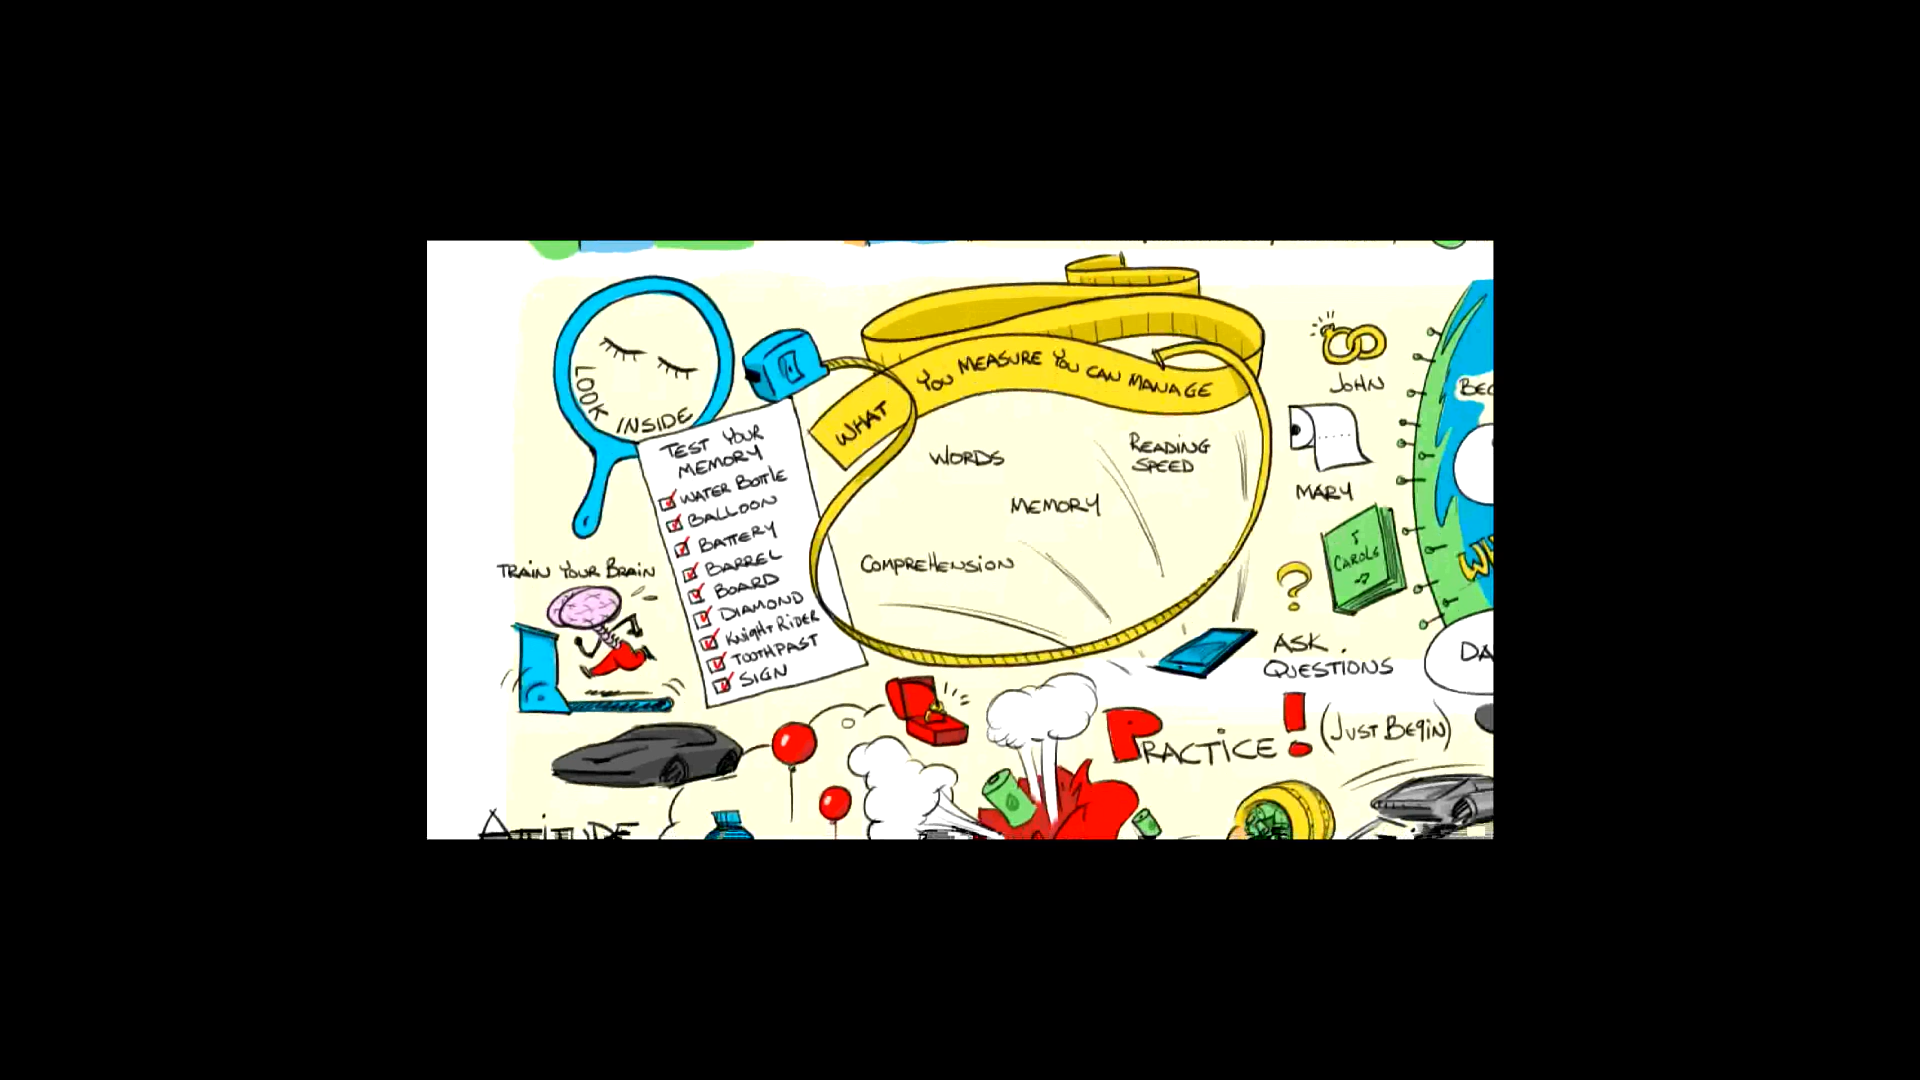 LOOK
INSIDE
TEST YOUR
MEMORY
WATER BOTTLE
BALLOON
BATTERY
BARREL
BOARD
DIAMOND
KNIGHT RIDER
TOOTHPAST
SIGN
TRAIN YOUR BRAIN
WHAT YOU MEASURE YOU CAN MANAGE
WORDS
READING
SPEED
MEMORY
COMPREHENSION
JOHN
MARY
CAROLS
?
ASK
QUESTIONS
PRACTICE! (JUST BEGIN)
ATTITUDE